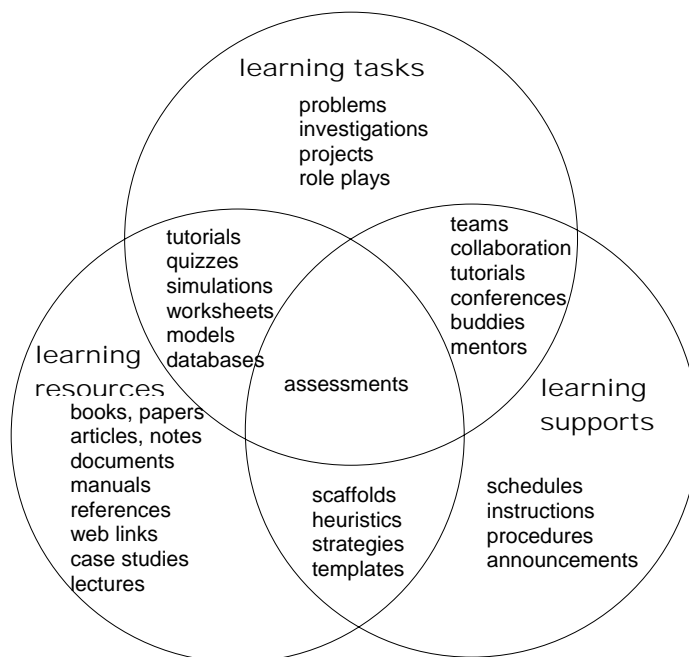 learning tasks
problems
investigations
projects
role plays
tutorials
quizzes
simulations
worksheets
models
databases
teams
collaboration
tutorials
conferences
buddies
mentors
learning
resources
books, papers
articles, notes
documents
manuals
references
web links
case studies
lectures
assessments
learning
supports
scaffolds
heuristics
strategies
templates
schedules
instructions
procedures
announcements